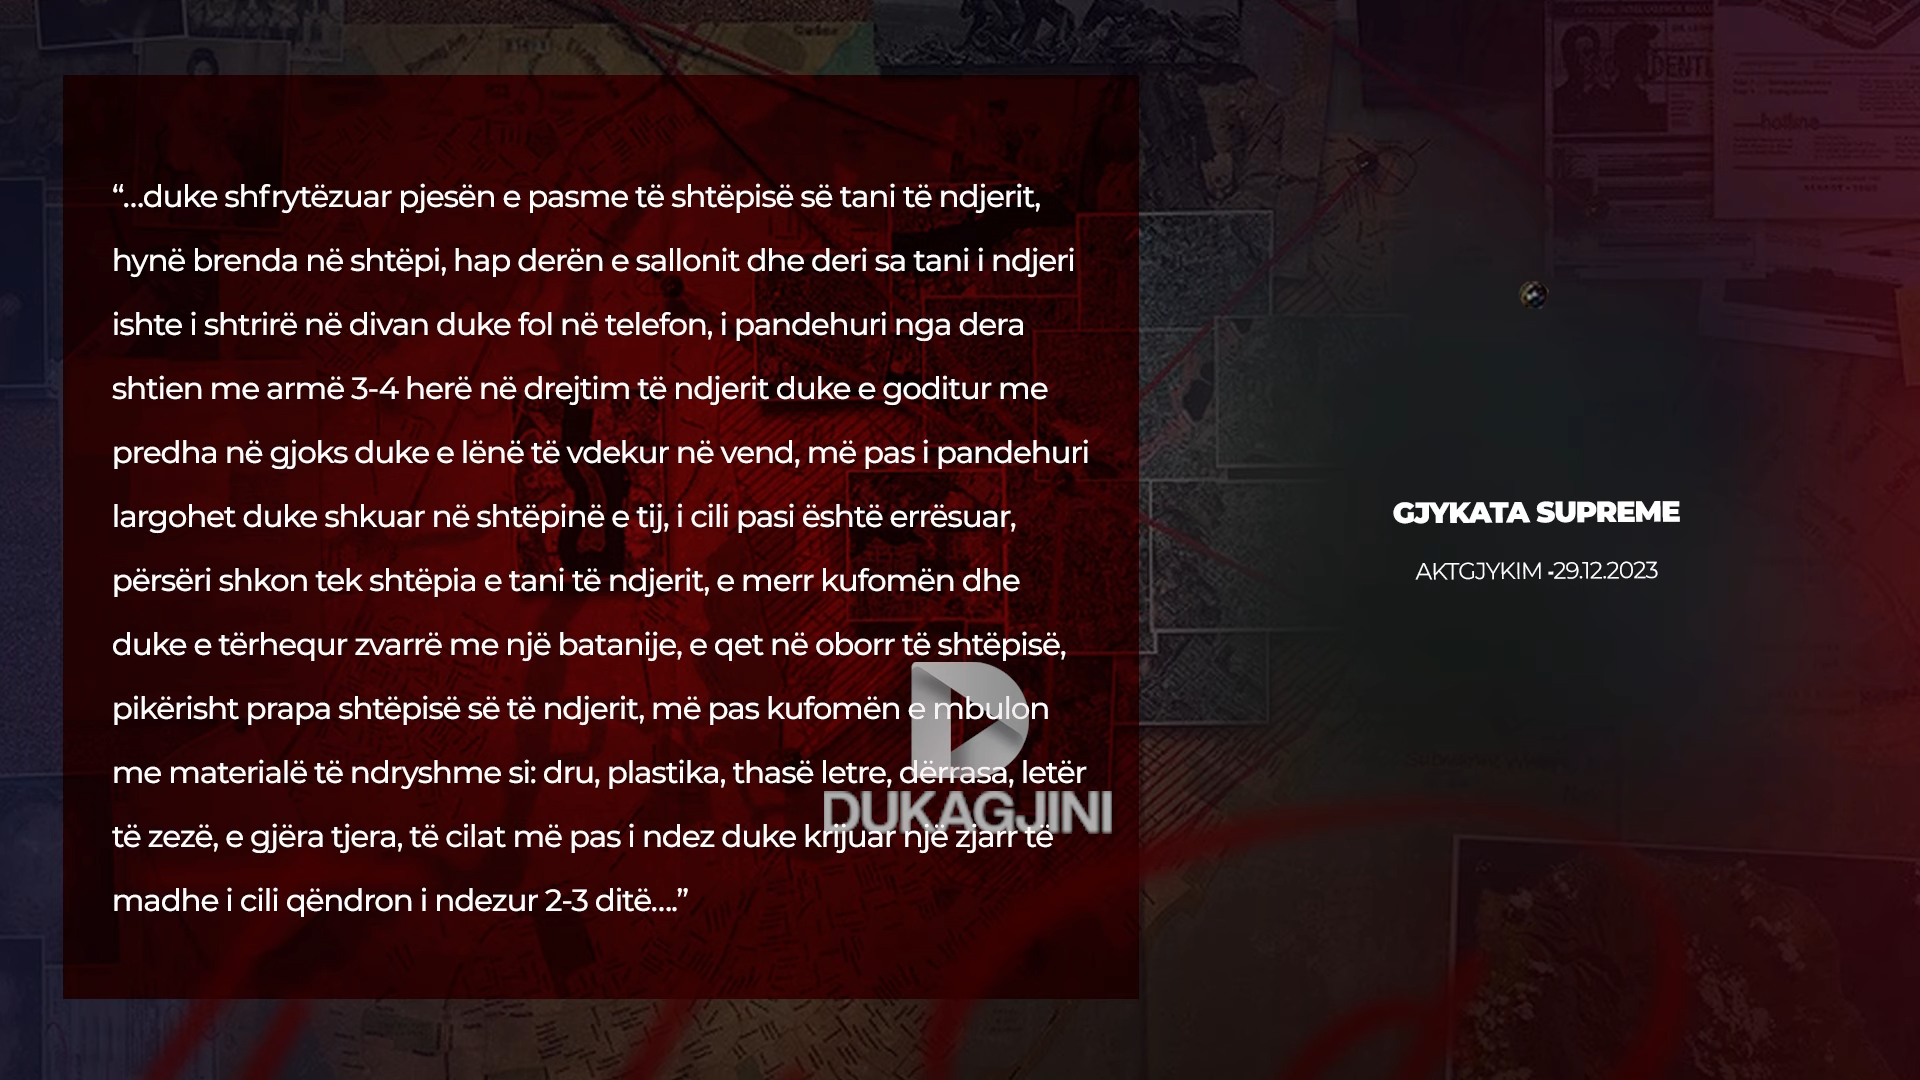 “...duke shfrytëzuar pjesën e pasme të shtëpisë së tani të ndjerit,
hynë brenda në shtëpi, hap derën e sallonit dhe deri sa tani i ndjeri
ishte i shtrirë në divan duke fol në telefon, i pandehuri nga dera
shtien me armë 3-4 herë në drejtim të ndjerit duke e goditur me
predha në gjoks duke e lënë të vdekur në vend, më pas i pandehuri
largohet duke shkuar në shtëpinë e tij, i cili pasi është errësuar,
përsëri shkon tek shtëpia e tani të ndjerit, e merr kufomën dhe
duke e tërhequr zvarrë me një batanije, e qet në oborr të shtëpisë,
pikërisht prapa shtëpisë së të ndjerit, më pas kufomën e mbulon
me materialë të ndryshme si: dru, plastika, thasë letre, dërrasa, letër
të zezë, e gjëra tjera, të cilat më pas i ndez duke krijuar një zjarr të
madhe i cili qëndron i ndezur 2-3 ditë....”
DUKAGJINI
GJYKATA SUPREME
AKTGJYKIM -29.12.2023
hotline